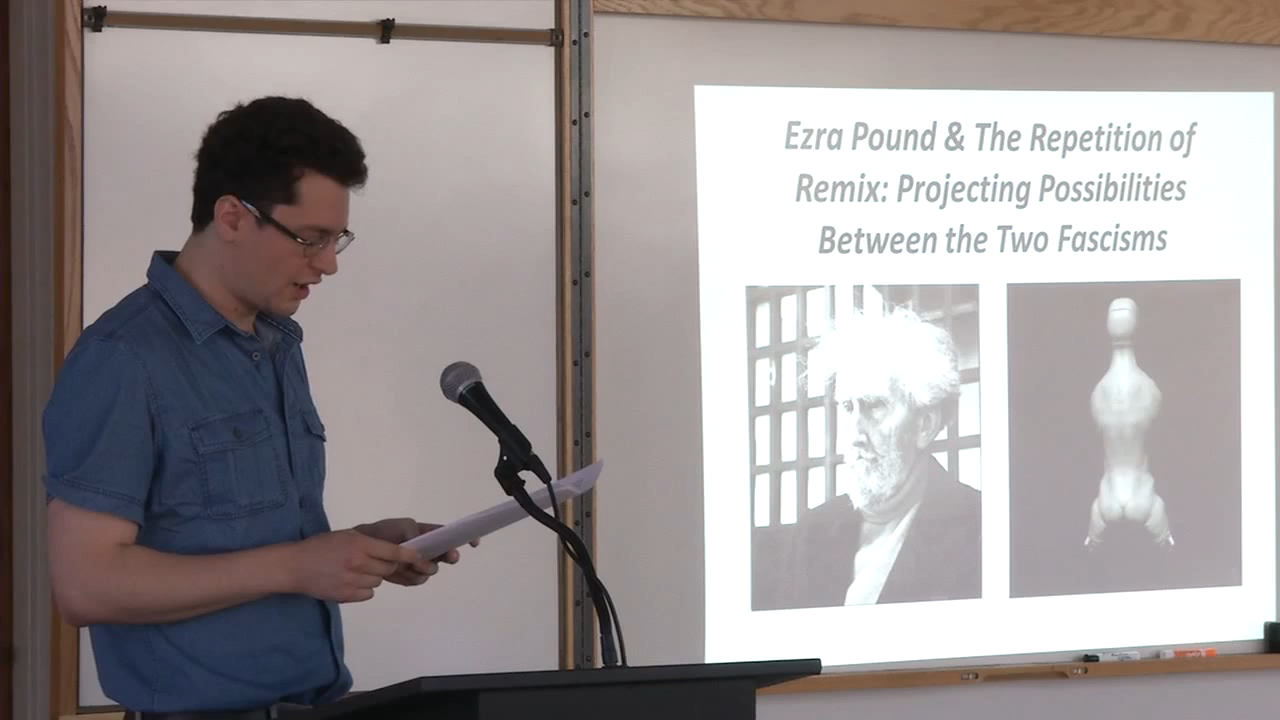 Ezra Pound & The Repetition of
Remix: Projecting Possibilities
Between the Two Fascisms